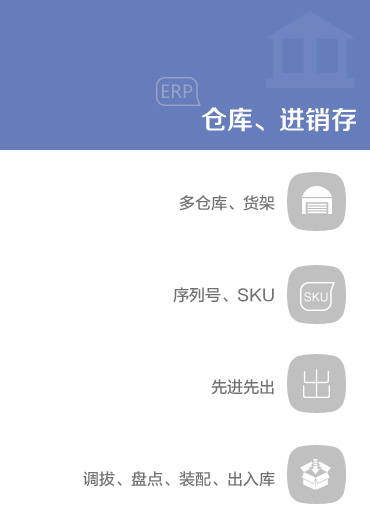 ERP
仓库、进销存
多仓库、货架
序列号、SKU
SKU
先进先出
出
调拔、盘点、装配、出入库